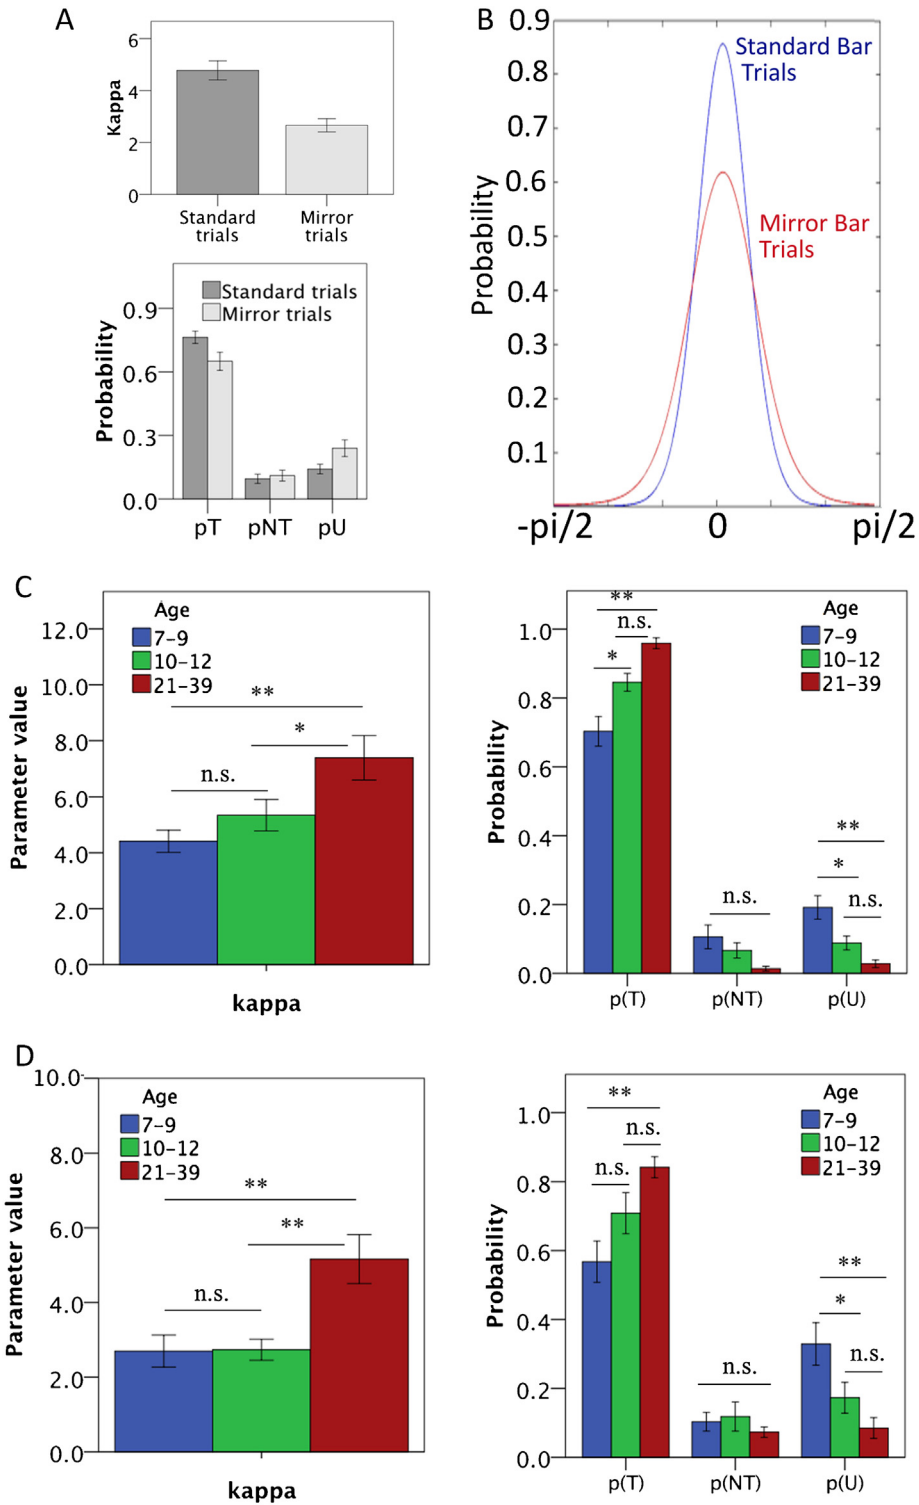 A
6
4
2
0
Kappa
Standard
trials
Mirror
trials
Standard trials
Mirror trials
0.9
0.6
0.3
0.0
Probability
pT
pNT
pU
B
0.9
0.8
0.7
0.6
0.5
0.4
0.3
0.2
0.1
Probability
Standard Bar
Trials
Mirror Bar
Trials
-pi/2
0
pi/2
C
12.0
10.0
8.0
6.0
4.0
2.0
0.0
Parameter value
Age
7–9
10–12
21–39
**
*
n.s.
kappa
1.0
0.8
0.6
0.4
0.2
0.0
Probability
**
n.s.
*
Age
7–9
10–12
21–39
n.s.
**
*
n.s.
p(T)
p(NT)
p(U)
D
10.0
8.0
6.0
4.0
2.0
0.0
Parameter value
Age
7–9
10–12
21–39
**
**
n.s.
kappa
1.0
0.8
0.6
0.4
0.2
0.0
Probability
**
n.s.
n.s.
Age
7–9
10–12
21–39
n.s.
**
*
n.s.
p(T)
p(NT)
p(U)